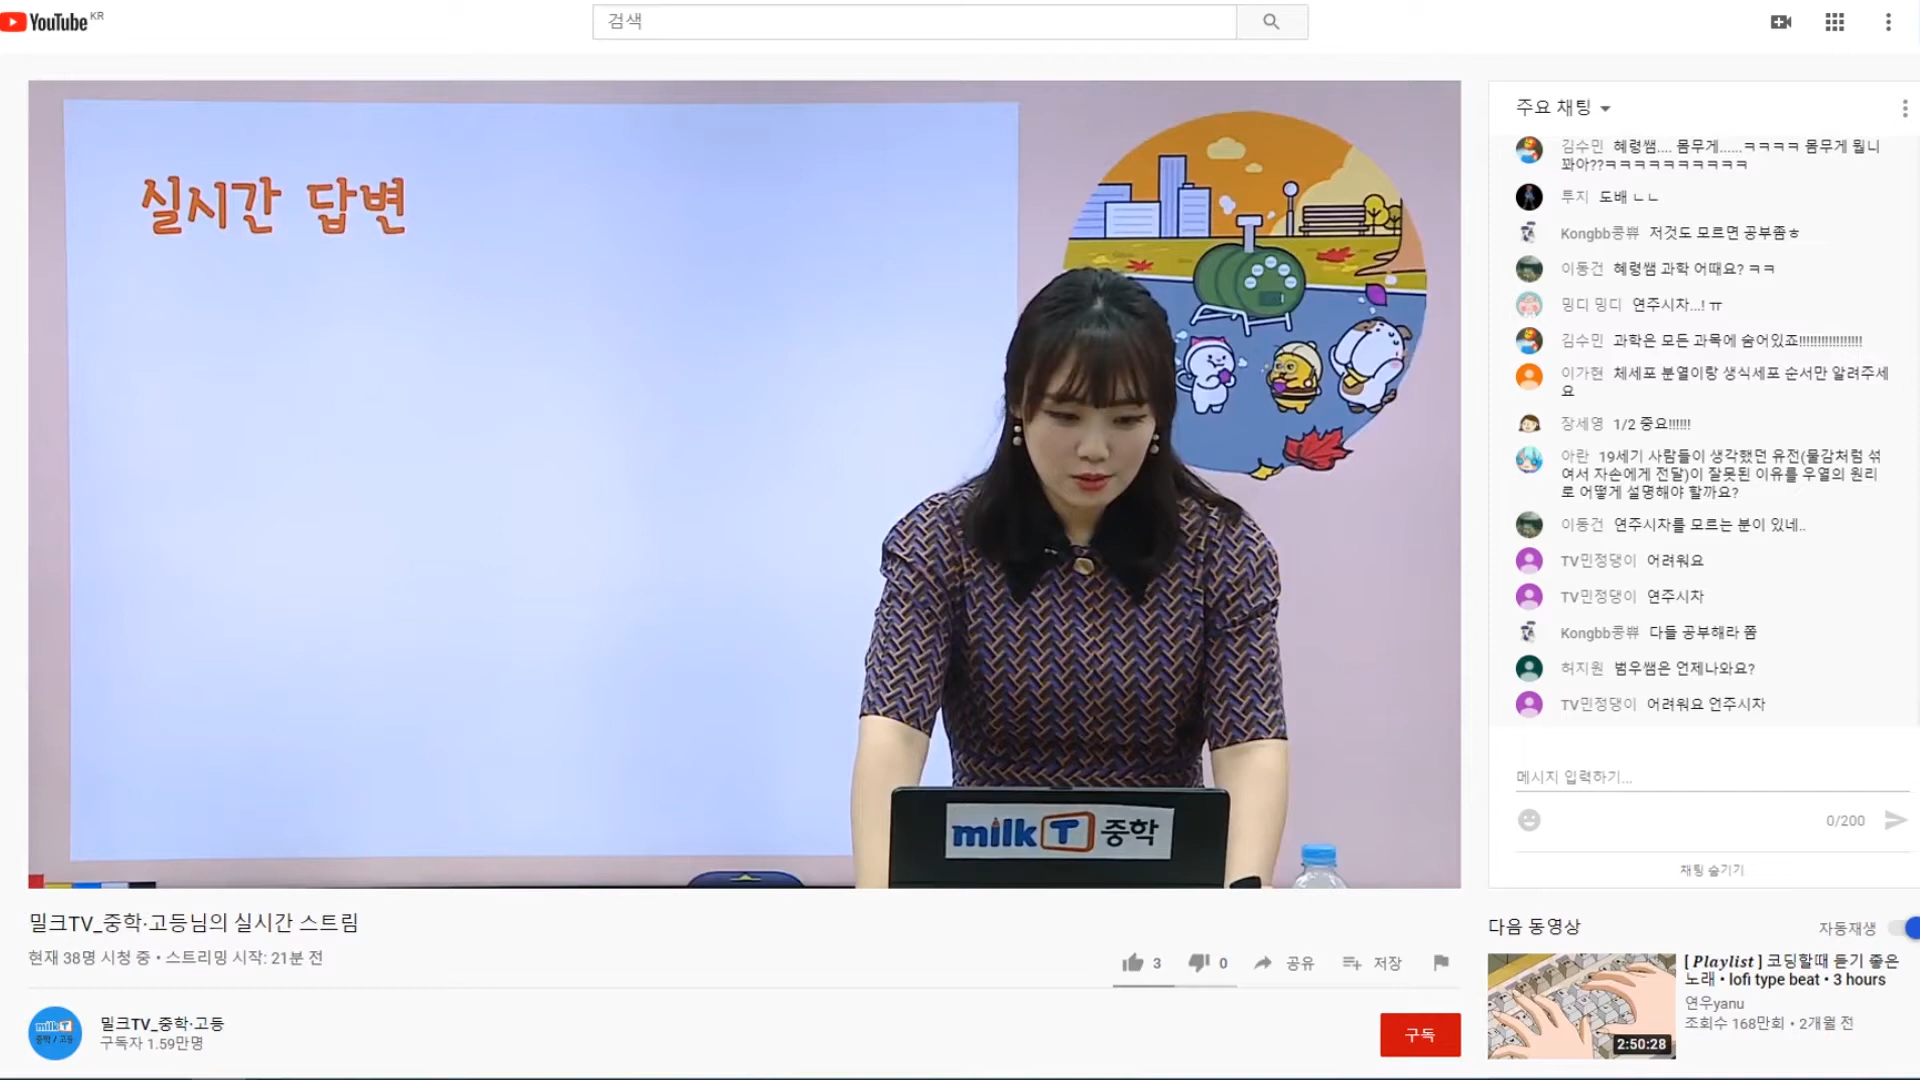 YouTube KR
검색
실시간 답변
milk T 중학
밀크TV_중학·고등님의 실시간 스트림
현재 38명 시청 중 • 스트리밍 시작: 21분 전
3
0
공유
저장
milk T
중학 / 고등
밀크TV_중학·고등
구독자 1.59만명
구독
주요 채팅
김수민 혜령쌤.... 몸무게......ㅋㅋㅋㅋ 몸무게 뭡니
꽈아??ㅋㅋㅋㅋㅋㅋㅋㅋㅋㅋ
투지 도배 ㄴㄴ
Kongbb콩쀼 저것도 모르면 공부좀ㅎ
이동건 혜령쌤 과학 어때요? ㅋㅋ
밍디 밍디 연주시차...! ㅠ
김수민 과학은 모든 과목에 숨어있죠!!!!!!!!!!!!!!!!!
이가현 체세포 분열이랑 생식세포 순서만 알려주세
요
장세영 1/2 중요!!!!!!
아란 19세기 사람들이 생각했던 유전(물감처럼 섞
여서 자손에게 전달)이 잘못된 이유를 우열의 원리
로 어떻게 설명해야 할까요?
이동건 연주시차를 모르는 분이 있네..
TV민정댕이 어려워요
TV민정댕이 연주시차
Kongbb콩쀼 다들 공부해라 쫌
허지원 범우쌤은 언제나와요?
TV민정댕이 어려워요 연주시차
메시지 입력하기...
0/200
채팅 숨기기
다음 동영상
자동재생
[ Playlist ] 코딩할때 듣기 좋은
노래 • lofi type beat • 3 hours
연우yanu
조회수 168만회 • 2개월 전
2:50:28